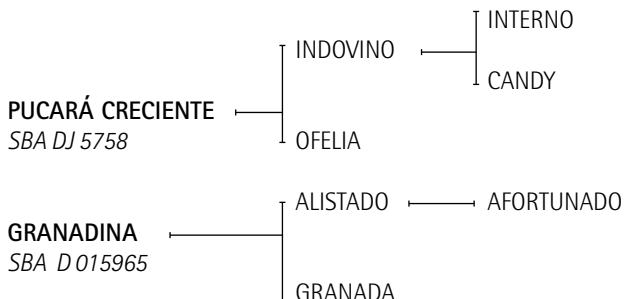 INTERNO
INDOVINO
CANDY
PUCARÁ CRECIENTE
SBA DJ 5758
OFELIA
ALISTADO AFORTUNADO
GRANADINA
SBA D 015965
GRANADA